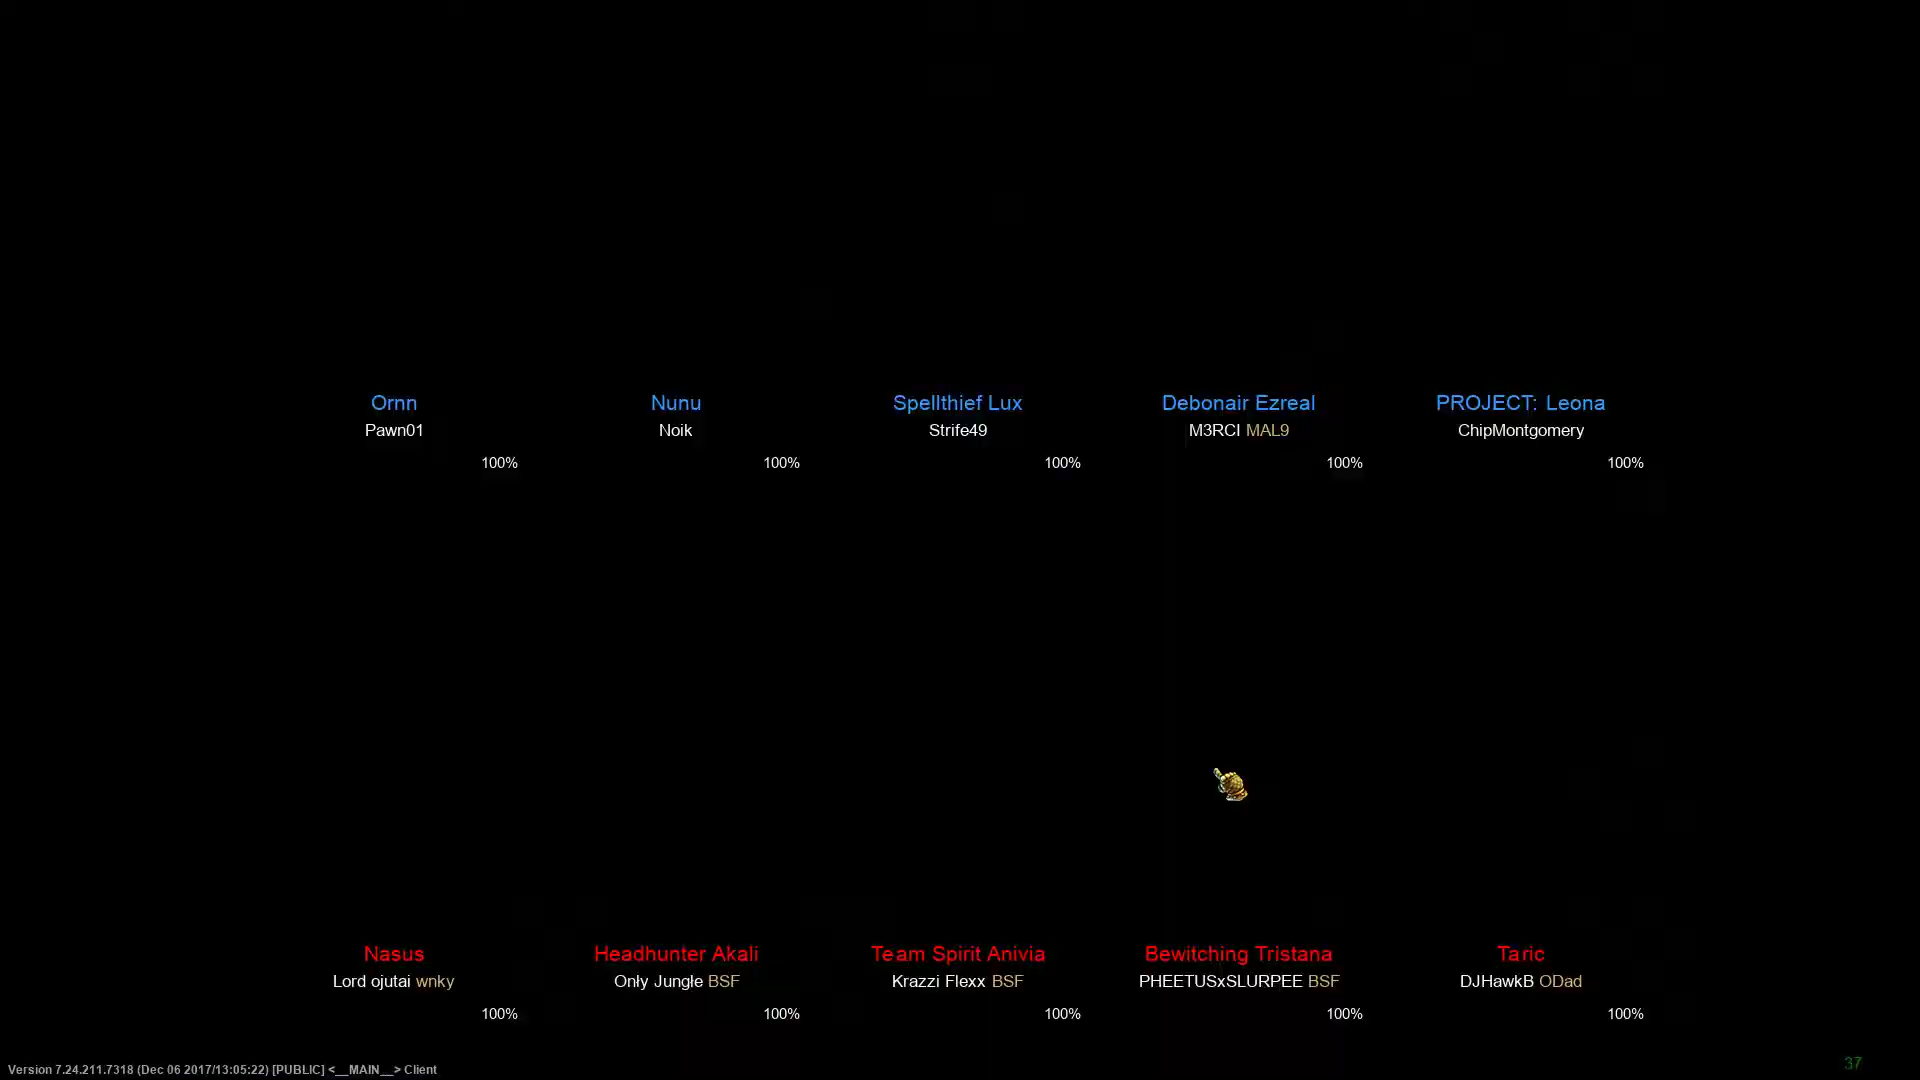 Ornn Nunu Spellthief Lux Debonair Ezreal PROJECT: Leona
Pawn01 Noik Strife49 M3RCI MAL9 ChipMontgomery
100% 100% 100% 100% 100%
Nasus Headhunter Akali Team Spirit Anivia Bewitching Tristana Taric
Lord ojutai wnky Onły Jungłe BSF Krazzi Flexx BSF PHEETUSxSLURPEE BSF DJHawkB ODad
100% 100% 100% 100% 100%
Version 7.24.211.7318 (Dec 06 2017/13:05:22) [PUBLIC] <__MAIN__> Client 37